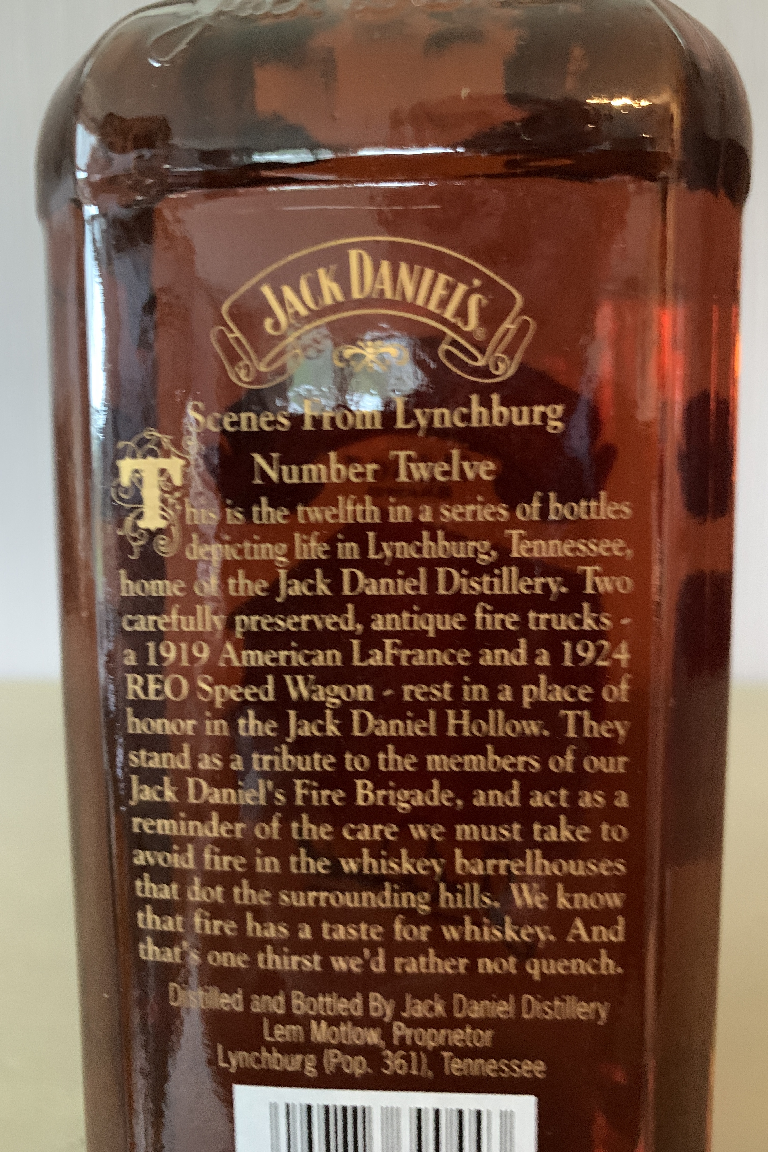 JACK DANIEL'S
Scenes From Lynchburg
Number Twelve
This is the twelfth in a series of bottles
depicting life in Lynchburg, Tennessee,
home of the Jack Daniel Distillery. Two
carefully preserved, antique fire trucks -
a 1919 American LaFrance and a 1924
REO Speed Wagon - rest in a place of
honor in the Jack Daniel Hollow. They
stand as a tribute to the members of our
Jack Daniel's Fire Brigade, and act as a
reminder of the care we must take to
avoid fire in the whiskey barrelhouses
that dot the surrounding hills. We know
that fire has a taste for whiskey. And
that's one thirst we'd rather not quench.
Distilled and Bottled By Jack Daniel Distillery
Lem Motlow, Proprietor
Lynchburg (Pop. 361), Tennessee